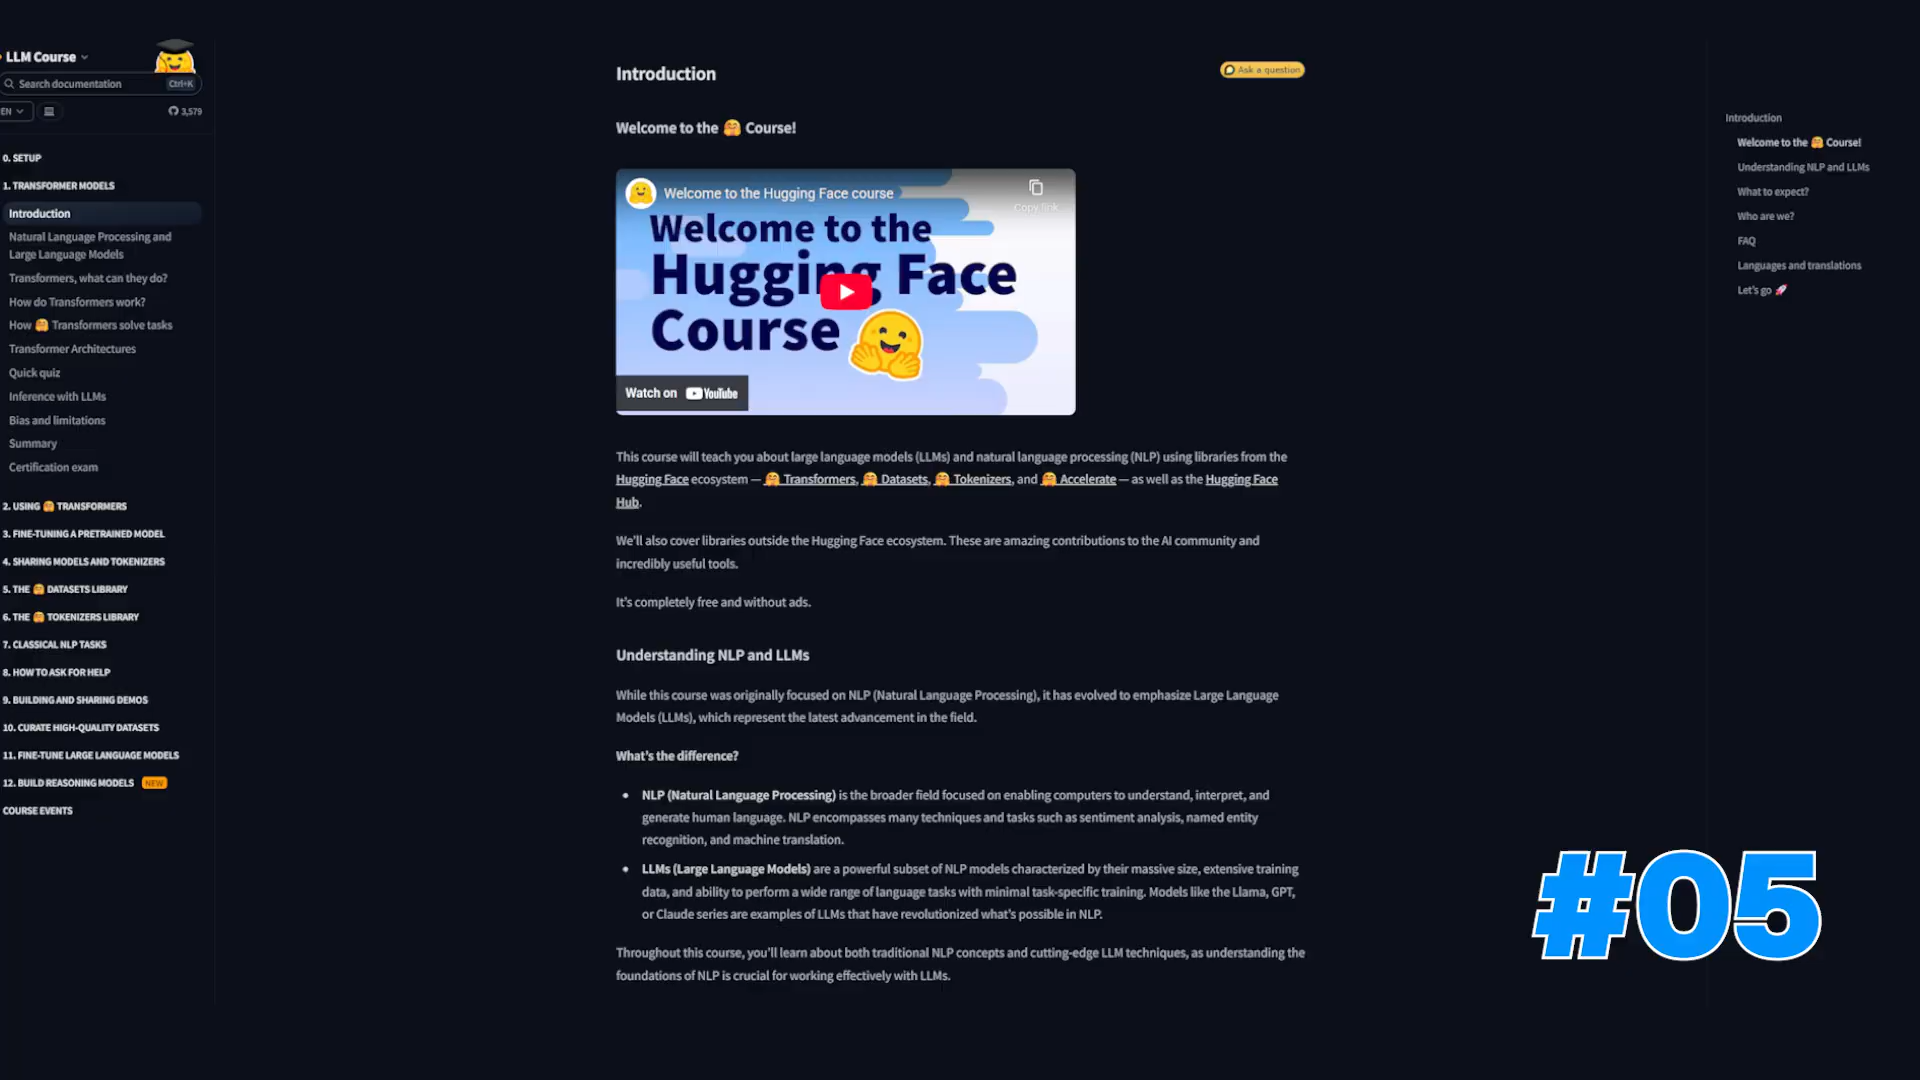 LLM Course
Search documentation
Ctrl+K
EN
3,579
0. SETUP
1. TRANSFORMER MODELS
Introduction
Natural Language Processing and
Large Language Models
Transformers, what can they do?
How do Transformers work?
How 🤗 Transformers solve tasks
Transformer Architectures
Quick quiz
Inference with LLMs
Bias and limitations
Summary
Certification exam
2. USING 🤗 TRANSFORMERS
3. FINE-TUNING A PRETRAINED MODEL
4. SHARING MODELS AND TOKENIZERS
5. THE 🤗 DATASETS LIBRARY
6. THE 🤗 TOKENIZERS LIBRARY
7. CLASSICAL NLP TASKS
8. HOW TO ASK FOR HELP
9. BUILDING AND SHARING DEMOS
10. CURATE HIGH-QUALITY DATASETS
11. FINE-TUNE LARGE LANGUAGE MODELS
12. BUILD REASONING MODELS NEW
COURSE EVENTS
Introduction
Ask a question
Welcome to the 🤗 Course!
Welcome to the Hugging Face course
Copy link
Welcome to the
Hugging Face
Course
Watch on YouTube
This course will teach you about large language models (LLMs) and natural language processing (NLP) using libraries from the
Hugging Face ecosystem — 🤗 Transformers, 🤗 Datasets, 🤗 Tokenizers, and 🤗 Accelerate — as well as the Hugging Face
Hub.
We'll also cover libraries outside the Hugging Face ecosystem. These are amazing contributions to the AI community and
incredibly useful tools.
It's completely free and without ads.
Understanding NLP and LLMs
While this course was originally focused on NLP (Natural Language Processing), it has evolved to emphasize Large Language
Models (LLMs), which represent the latest advancement in the field.
What's the difference?
• NLP (Natural Language Processing) is the broader field focused on enabling computers to understand, interpret, and
generate human language. NLP encompasses many techniques and tasks such as sentiment analysis, named entity
recognition, and machine translation.
• LLMs (Large Language Models) are a powerful subset of NLP models characterized by their massive size, extensive training
data, and ability to perform a wide range of language tasks with minimal task-specific training. Models like the Llama, GPT,
or Claude series are examples of LLMs that have revolutionized what's possible in NLP.
Throughout this course, you'll learn about both traditional NLP concepts and cutting-edge LLM techniques, as understanding the
foundations of NLP is crucial for working effectively with LLMs.
Introduction
Welcome to the 🤗 Course!
Understanding NLP and LLMs
What to expect?
Who are we?
FAQ
Languages and translations
Let's go 🚀
#05